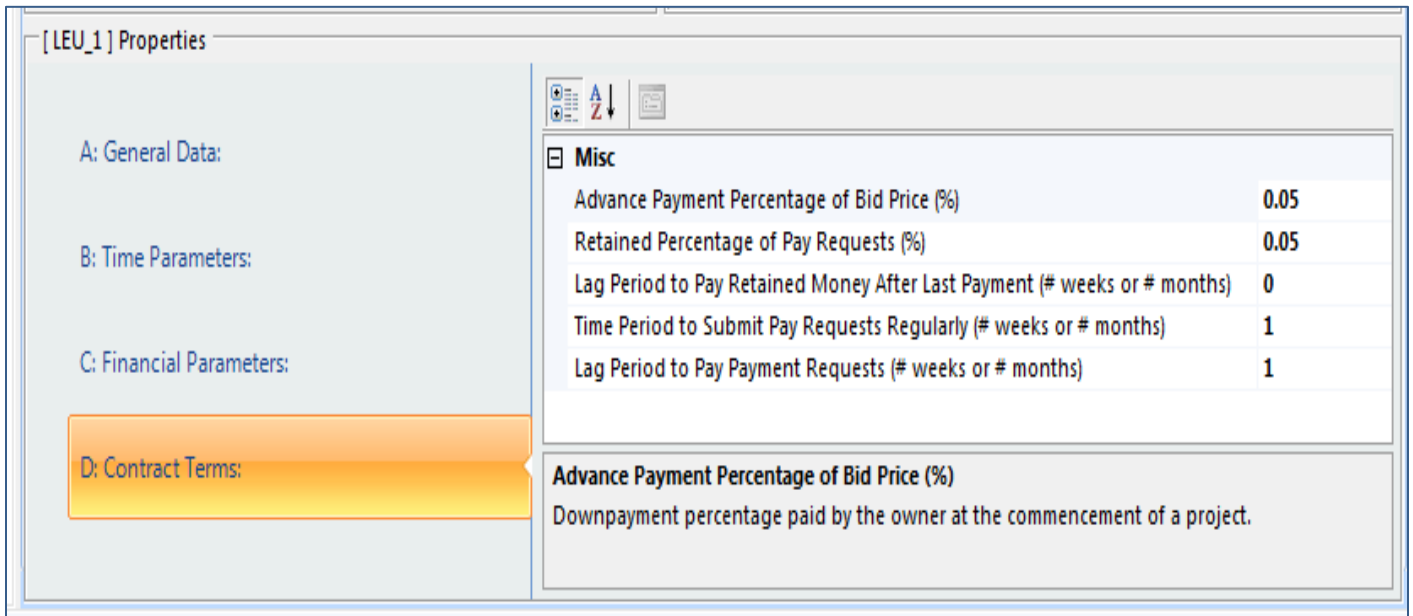 [ LEU_1 ] Properties
A: General Data:
B: Time Parameters:
C: Financial Parameters:
D: Contract Terms:
Misc
Advance Payment Percentage of Bid Price (%) 0.05
Retained Percentage of Pay Requests (%) 0.05
Lag Period to Pay Retained Money After Last Payment (# weeks or # months) 0
Time Period to Submit Pay Requests Regularly (# weeks or # months) 1
Lag Period to Pay Payment Requests (# weeks or # months) 1
Advance Payment Percentage of Bid Price (%)
Downpayment percentage paid by the owner at the commencement of a project.